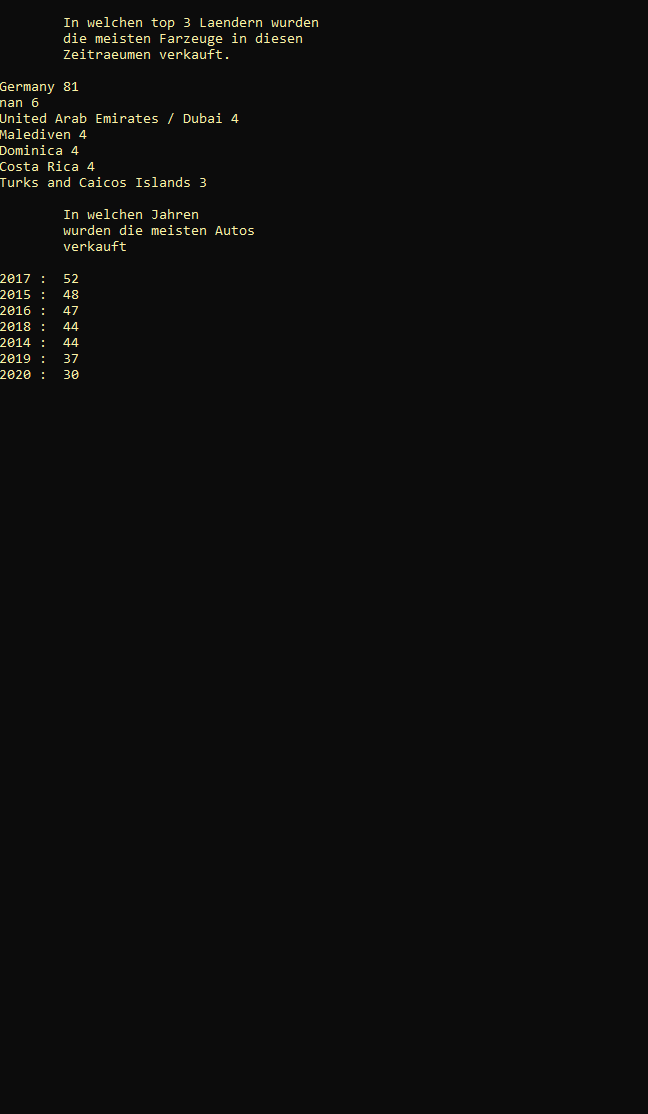 In welchen top 3 Laendern wurden
die meisten Farzeuge in diesen
Zeitraeumen verkauft.
Germany 81
nan 6
United Arab Emirates / Dubai 4
Malediven 4
Dominica 4
Costa Rica 4
Turks and Caicos Islands 3
In welchen Jahren
wurden die meisten Autos
verkauft
2017 :  52
2015 :  48
2016 :  47
2018 :  44
2014 :  44
2019 :  37
2020 :  30